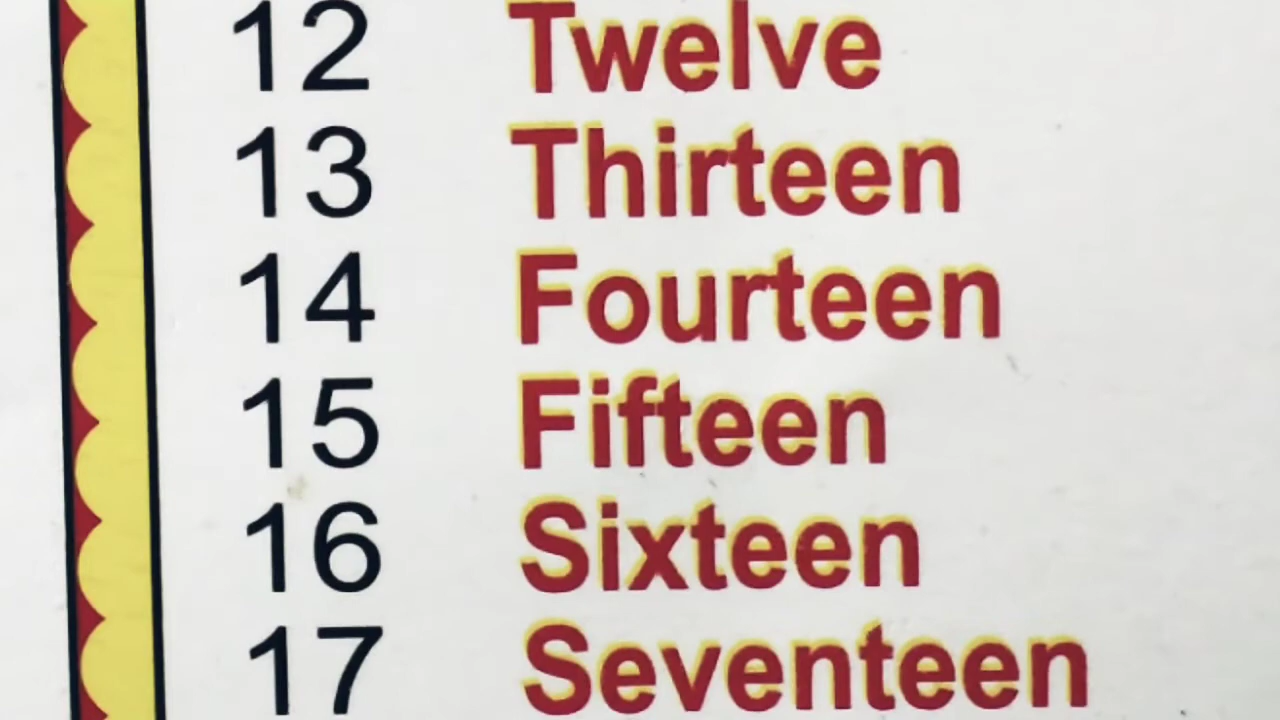 12 Twelve
13 Thirteen
14 Fourteen
15 Fifteen
16 Sixteen
17 Seventeen